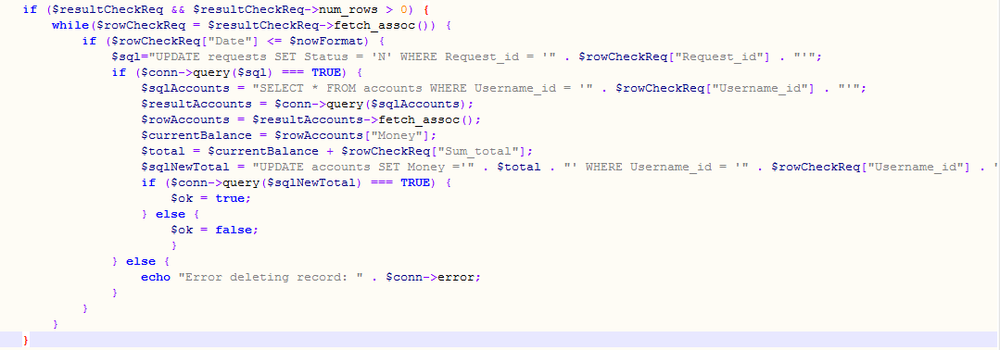 if ($resultCheckReq && $resultCheckReq->num_rows > 0) {
while($rowCheckReq = $resultCheckReq->fetch_assoc()) {
if ($rowCheckReq["Date"] <= $nowFormat) {
$sql="UPDATE requests SET Status = 'N' WHERE Request_id = '" . $rowCheckReq["Request_id"] . "'";
if ($conn->query($sql) === TRUE) {
$sqlAccounts = "SELECT * FROM accounts WHERE Username_id = '" . $rowCheckReq["Username_id"] . "'";
$resultAccounts = $conn->query($sqlAccounts);
$rowAccounts = $resultAccounts->fetch_assoc();
$currentBalance = $rowAccounts["Money"];
$total = $currentBalance + $rowCheckReq["Sum_total"];
$sqlNewTotal = "UPDATE accounts SET Money ='" . $total . "' WHERE Username_id = '" . $rowCheckReq["Username_id"] . "
if ($conn->query($sqlNewTotal) === TRUE) {
$ok = true;
} else {
$ok = false;
}
} else {
echo "Error deleting record: " . $conn->error;
}
}
}
}